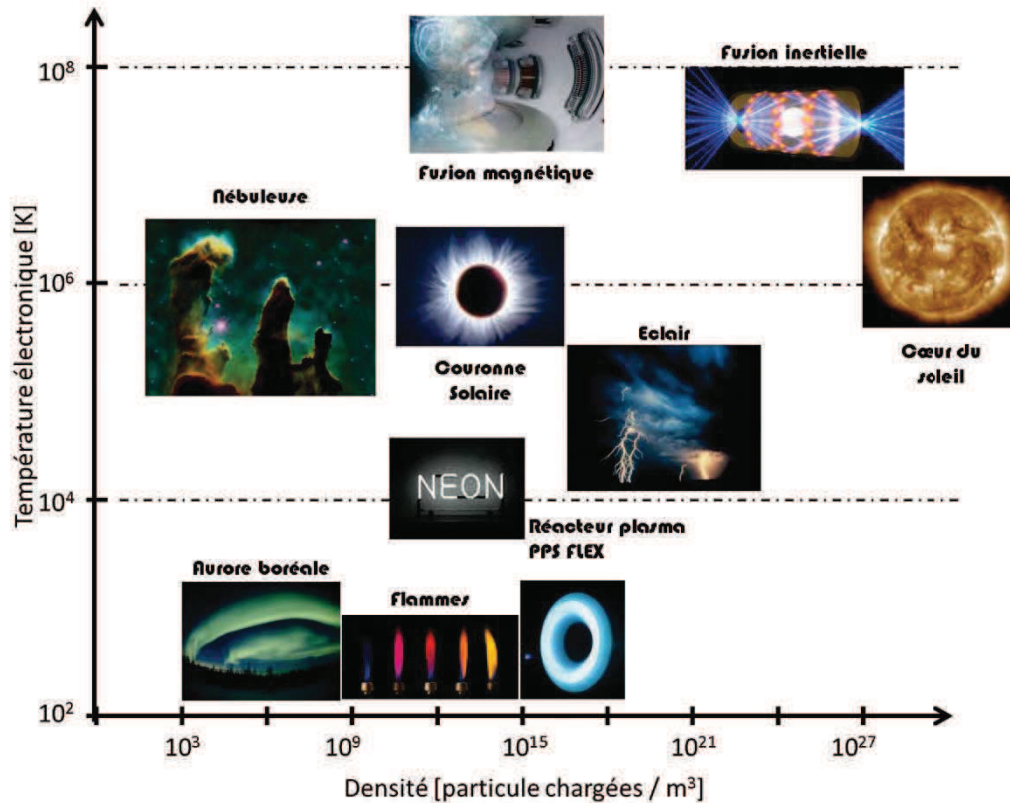 10⁸
Fusion inertielle
Fusion magnétique
Nébuleuse
Température électronique [K]
10⁶
Eclair
Couronne
Solaire
Cœur du
soleil
NEON
10⁴
Réacteur plasma
PPS FLEX
Aurore boréale
Flammes
10²
10³
10⁹
10¹⁵
10²¹
10²⁷
Densité [particule chargées / m³]